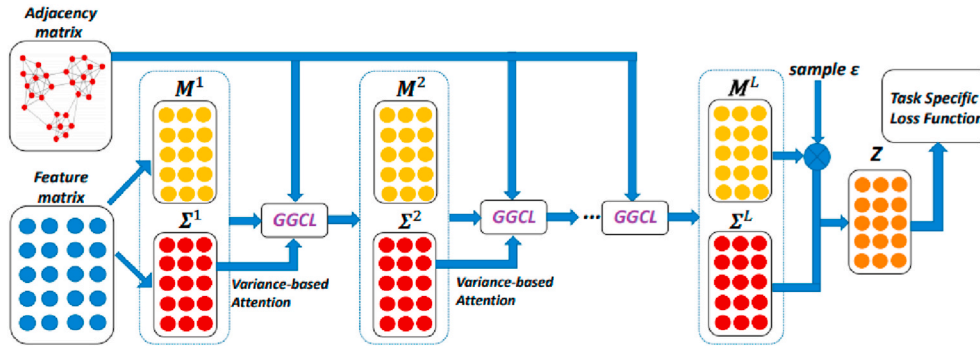 Adjacency
matrix
Feature
matrix
M¹
Σ¹
GGCL
Variance-based
Attention
M²
Σ²
GGCL
Variance-based
Attention
...
GGCL
Mᴸ
Σᴸ
sample ε
Z
Task Specific
Loss Function